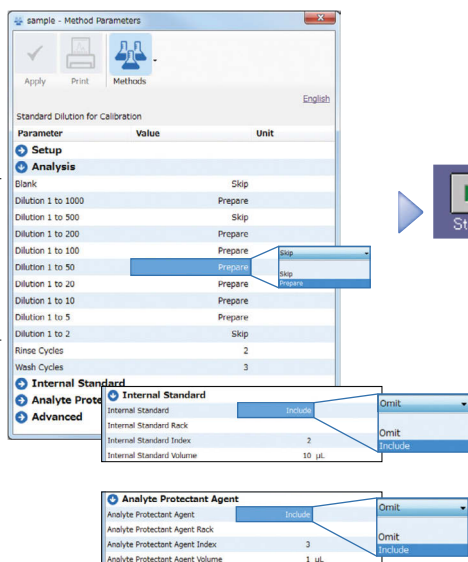 sample - Method Parameters
Apply Print Methods
English
Standard Dilution for Calibration
Parameter Value Unit
Setup
Analysis
Blank Skip
Dilution 1 to 1000 Prepare
Dilution 1 to 500 Skip
Dilution 1 to 200 Prepare
Dilution 1 to 100 Prepare
Skip
Dilution 1 to 50 Prepare
Skip
Prepare
Dilution 1 to 20 Prepare
Dilution 1 to 10 Prepare
Dilution 1 to 5 Prepare
Dilution 1 to 2 Skip
Rinse Cycles 2
Wash Cycles 3
Internal Standard
Analyte Prote
Advanced
Internal Standard
Internal Standard Include
Internal Standard Rack
Internal Standard Index 2
Internal Standard Volume 10 µL
Omit
Omit
Include
Analyte Protectant Agent
Analyte Protectant Agent Include
Analyte Protectant Agent Rack
Analyte Protectant Agent Index 3
Analyte Protectant Agent Volume 1 µL
Omit
Omit
Include